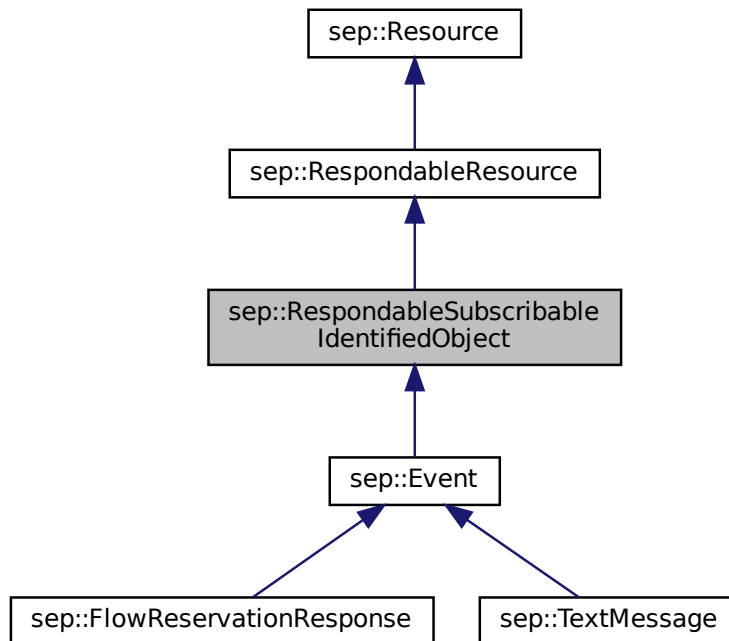 sep::Resource
sep::RespondableResource
sep::RespondableSubscribable
IdentifiedObject
sep::Event
sep::FlowReservationResponse
sep::TextMessage